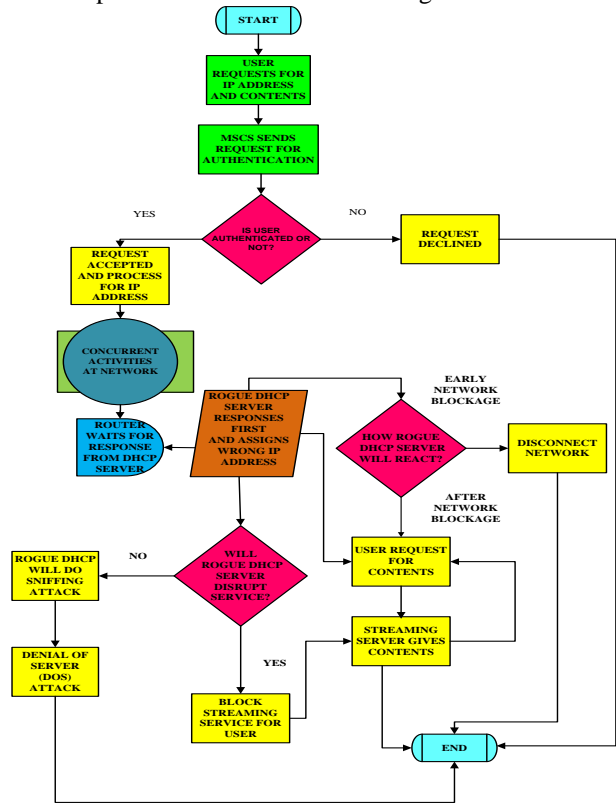 START
USER
REQUESTS FOR
IP ADDRESS
AND CONTENTS
MSCS SENDS
REQUEST FOR
AUTHENTICATION
YES
IS USER
AUTHENTICATED OR
NOT?
NO
REQUEST
DECLINED
REQUEST
ACCEPTED
AND PROCESS
FOR IP
ADDRESS
CONCURRENT
ACTIVITIES
AT NETWORK
ROUTER
WAITS FOR
RESPONSE
FROM DHCP
SERVER
ROGUE DHCP
SERVER
RESPONSES
FIRST
AND ASSIGNS
WRONG IP
ADDRESS
EARLY
NETWORK
BLOCKAGE
HOW ROGUE
DHCP SERVER
WILL REACT?
DISCONNECT
NETWORK
AFTER
NETWORK
BLOCKAGE
USER REQUEST
FOR
CONTENTS
NO
WILL
ROGUE DHCP
SERVER
DISRUPT
SERVICE?
ROGUE DHCP
WILL DO
SNIFFING
ATTACK
STREAMING
SERVER GIVES
CONTENTS
YES
DENIAL OF
SERVER
(DOS)
ATTACK
BLOCK
STREAMING
SERVICE FOR
USER
END